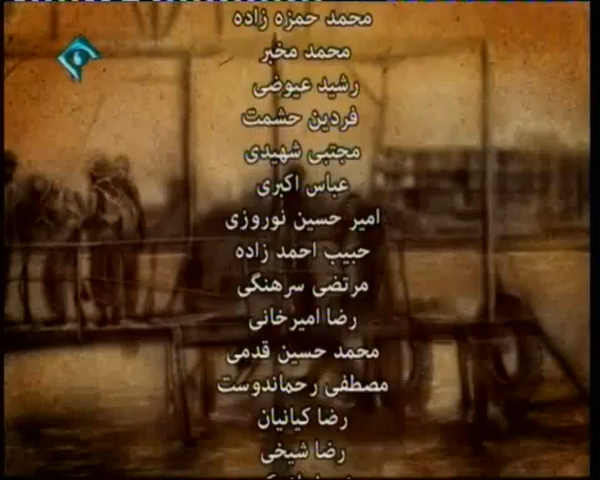 محمد حمزه زاده
محمد مخبر
رشید عیوضی
فردین حشمت
مجتبی شهیدی
عباس اکبری
امیر حسین نوروزی
حبیب احمد زاده
مرتضی سرهنگی
رضا امیرخانی
محمد حسین قدمی
مصطفی رحماندوست
رضا کیانیان
رضا شیخی